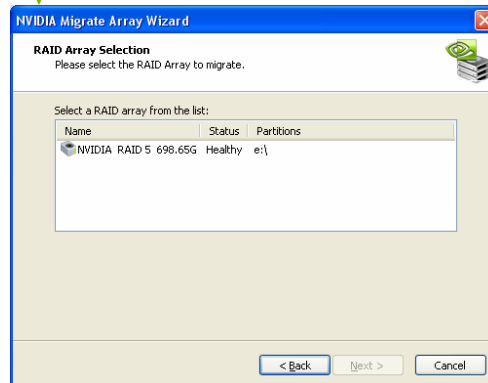 NVIDIA Migrate Array Wizard
RAID Array Selection
Please select the RAID Array to migrate.
Select a RAID array from the list:
Name Status Partitions
NVIDIA RAID 5 698.65G Healthy e:\
< Back Next > Cancel